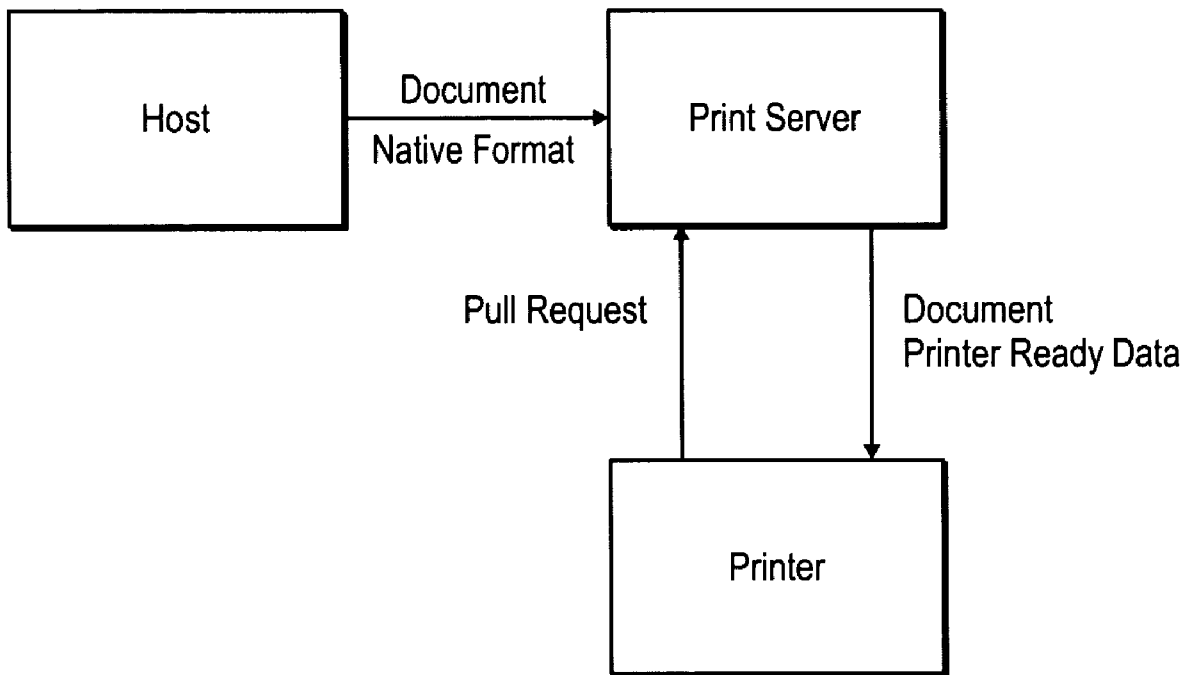 Host
Document
Native Format
Print Server
Pull Request
Document
Printer Ready Data
Printer